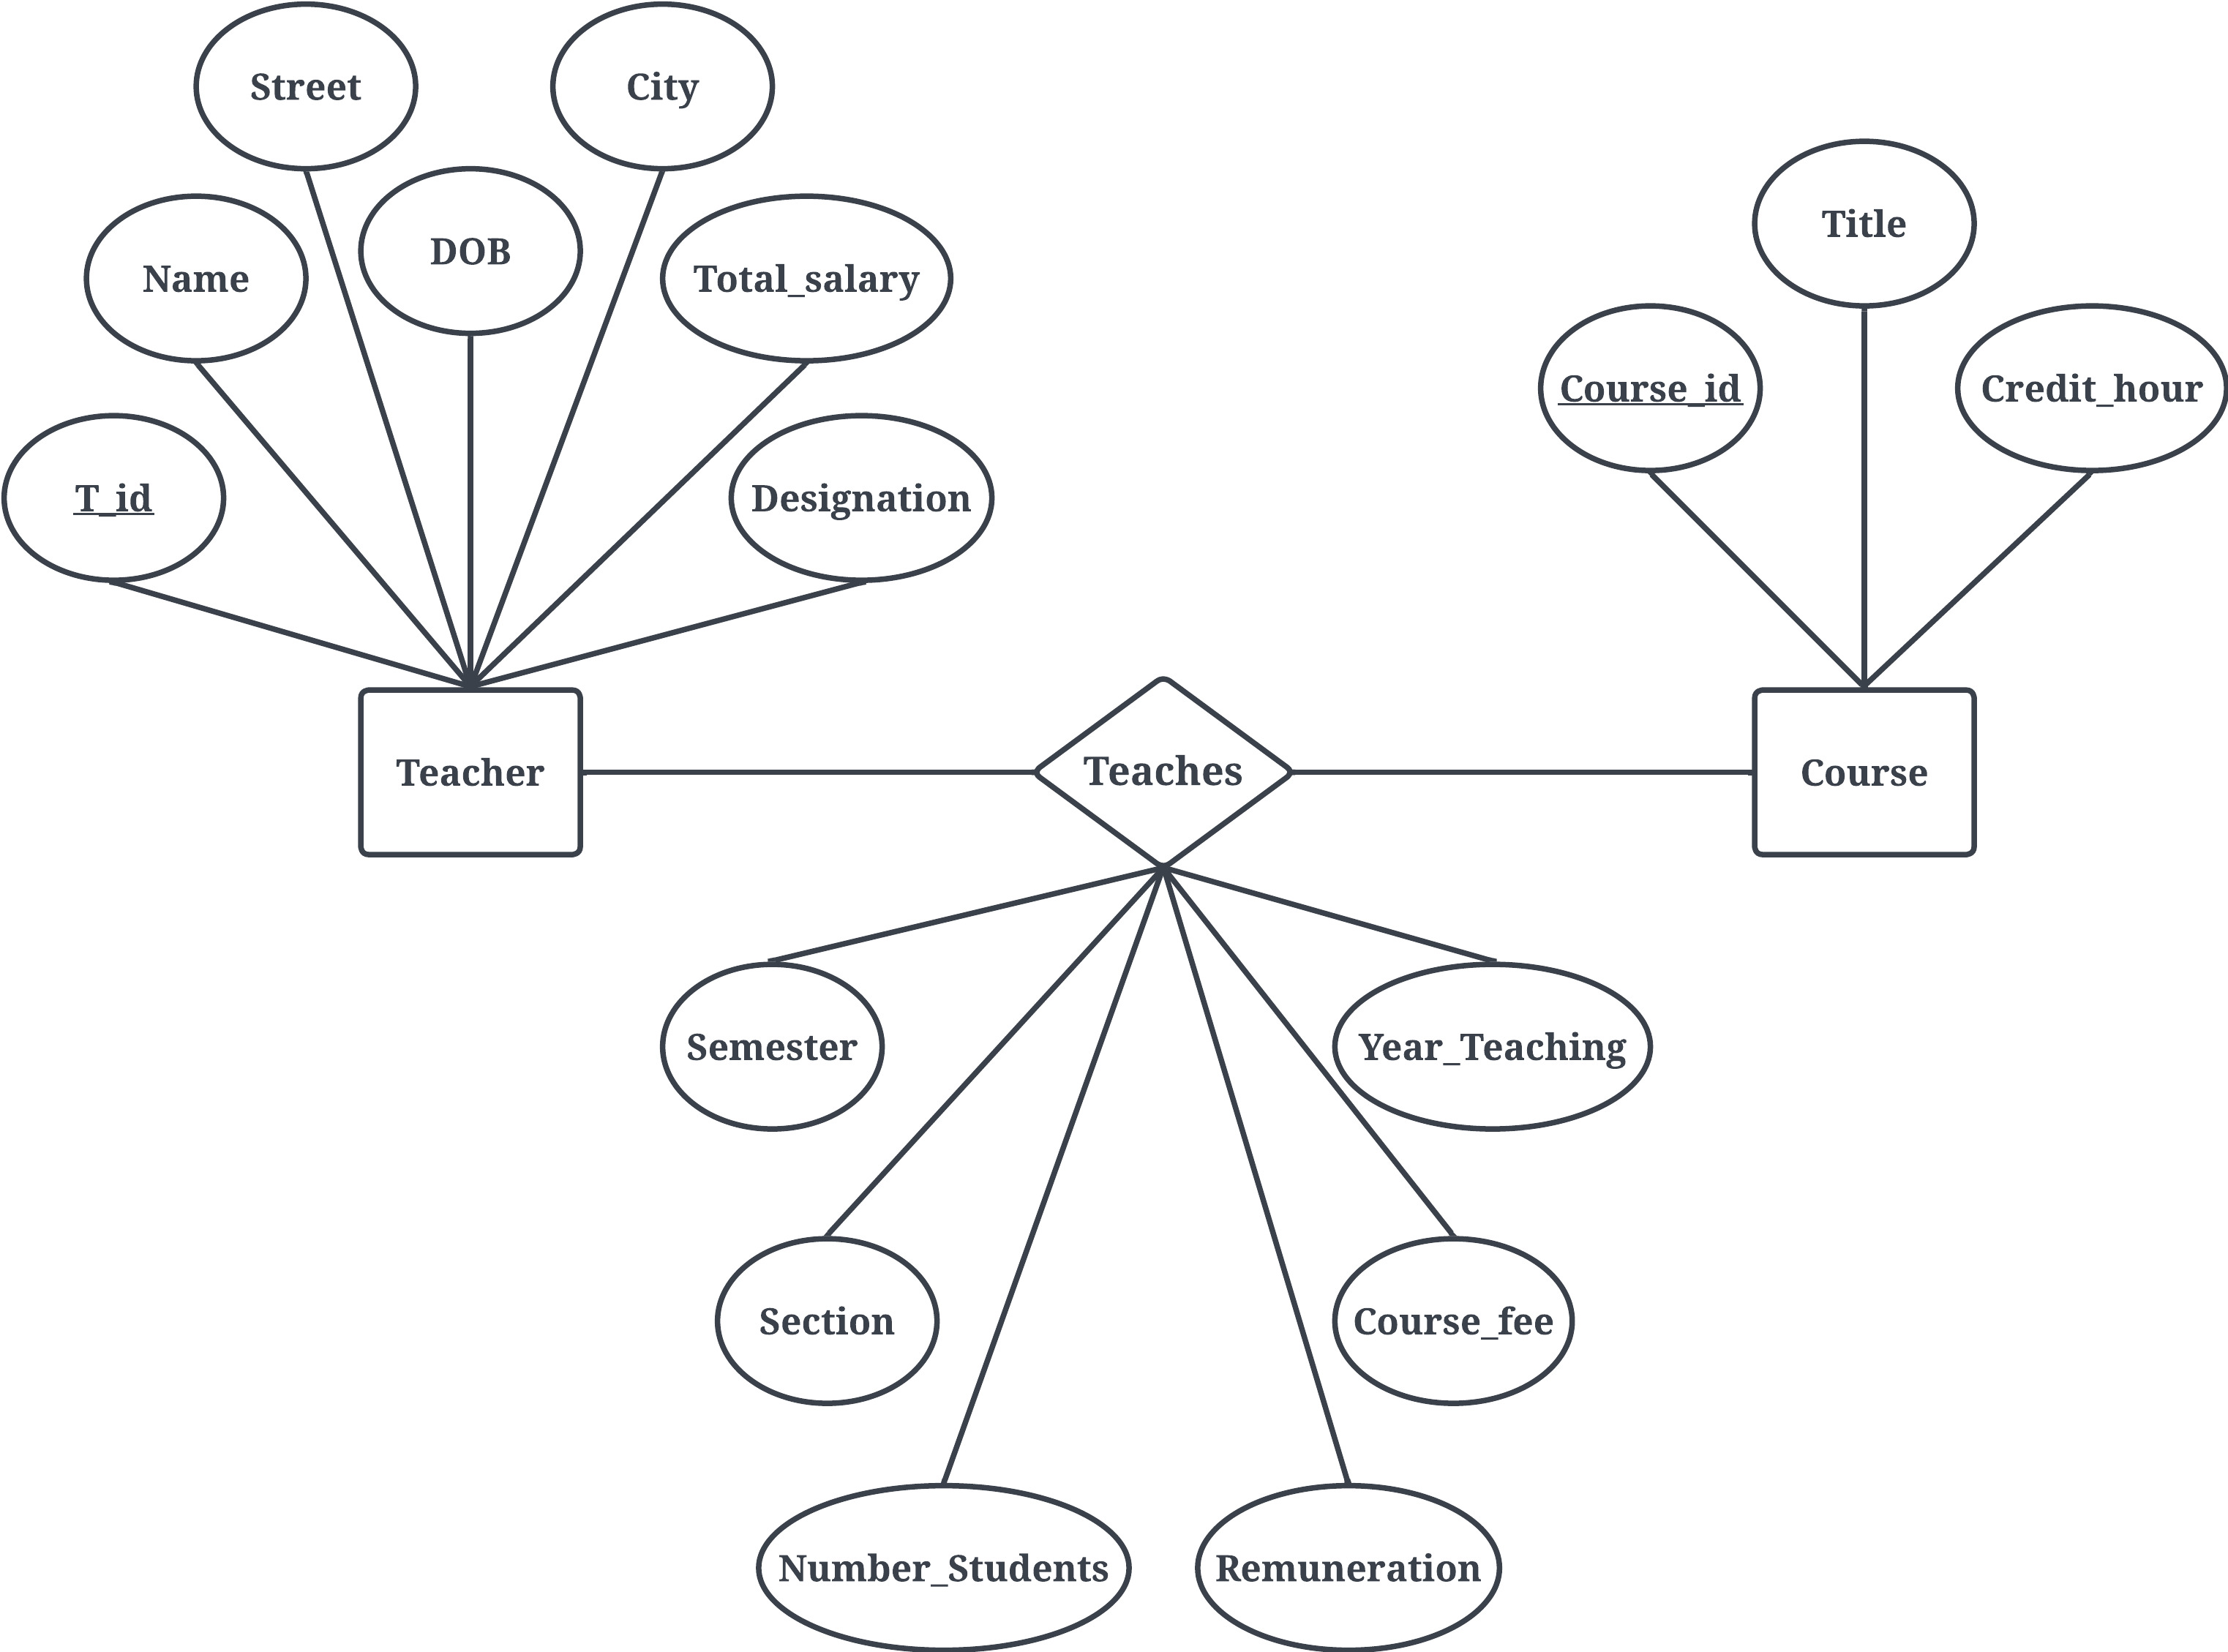 Street
City
Name
DOB
Total_salary
Title
T_id
Designation
Course_id
Credit_hour
Teacher
Teaches
Course
Semester
Year_Teaching
Section
Course_fee
Number_Students
Remuneration